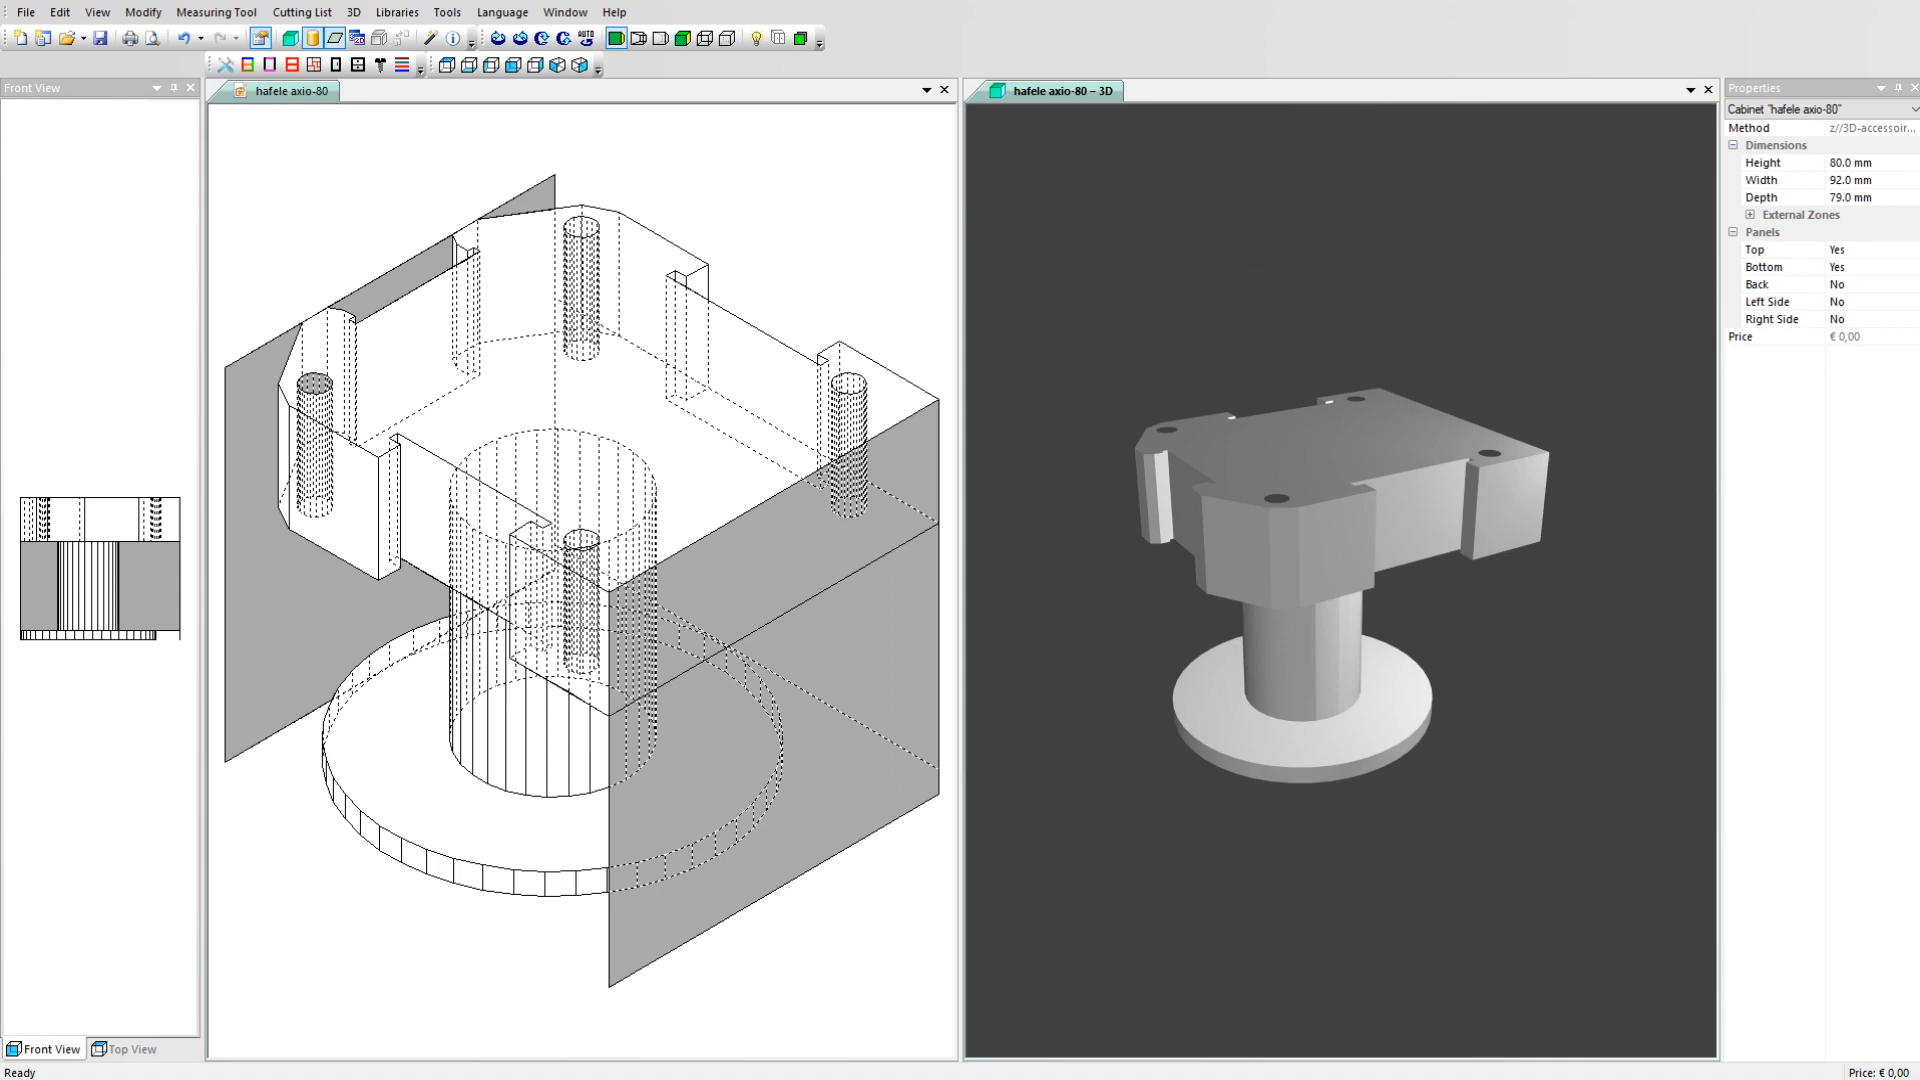 File Edit View Modify Measuring Tool Cutting List 3D Libraries Tools Language Window Help
AUTO
Front View
hafele axio-80
hafele axio-80 – 3D
Properties
Cabinet "hafele axio-80"
Method z//3D-accessoir...
Dimensions
Height 80.0 mm
Width 92.0 mm
Depth 79.0 mm
External Zones
Panels
Top Yes
Bottom Yes
Back No
Left Side No
Right Side No
Price € 0,00
Front View Top View
Ready
Price: € 0,00